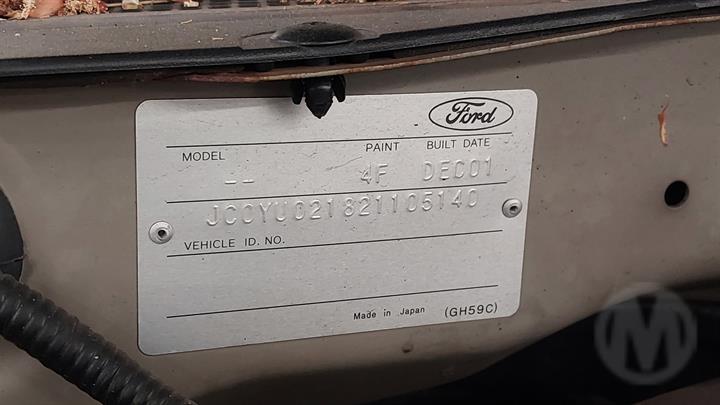 Ford
MODEL PAINT BUILT DATE
-- 4F DEC01
JC0YU021821105140
VEHICLE ID. NO.
Made in Japan (GH59C)
M